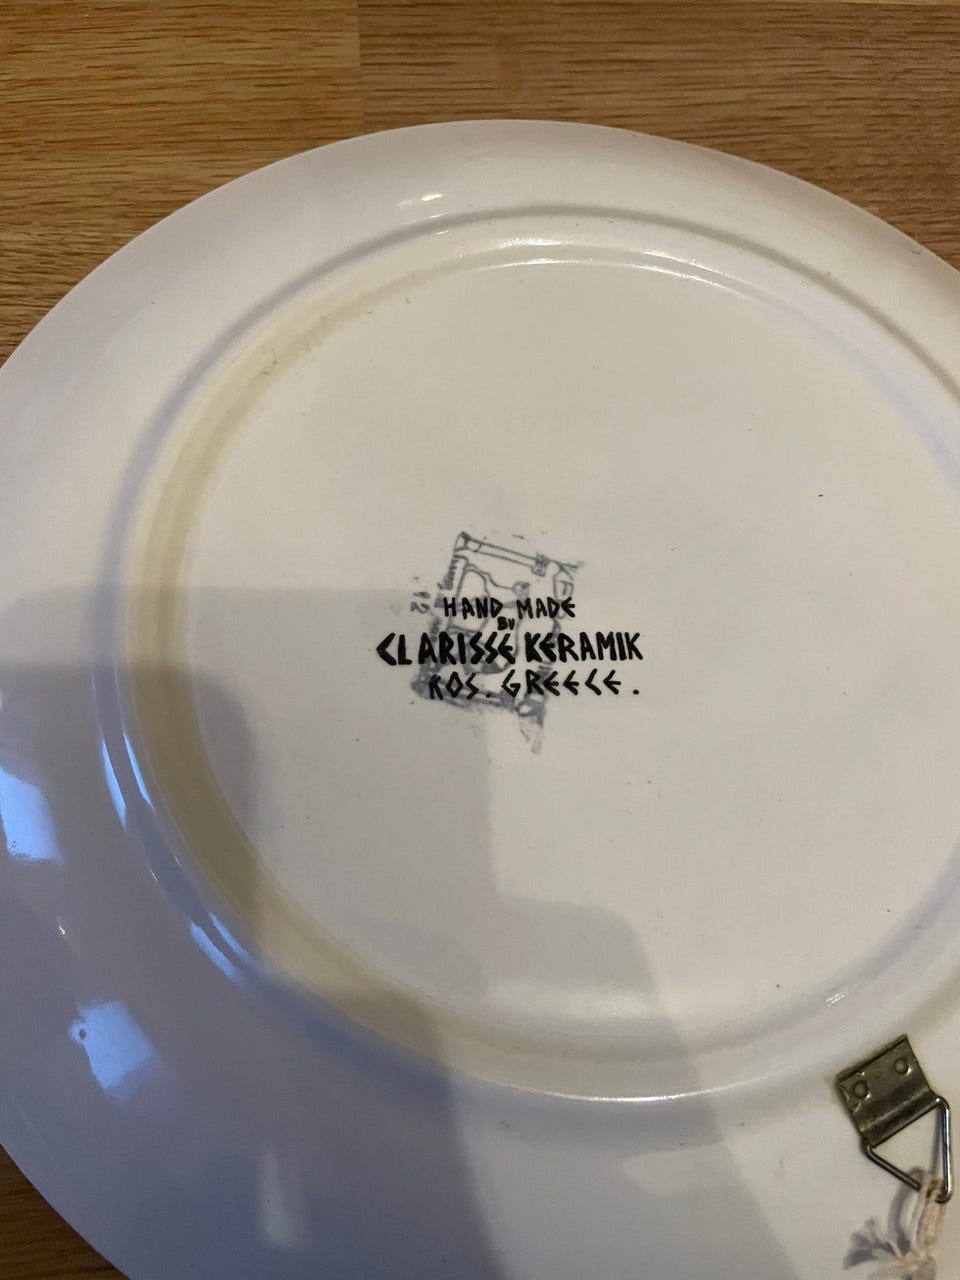 HAND MADE
BY
CLARISSE KERAMIK
KOS. GREECE.